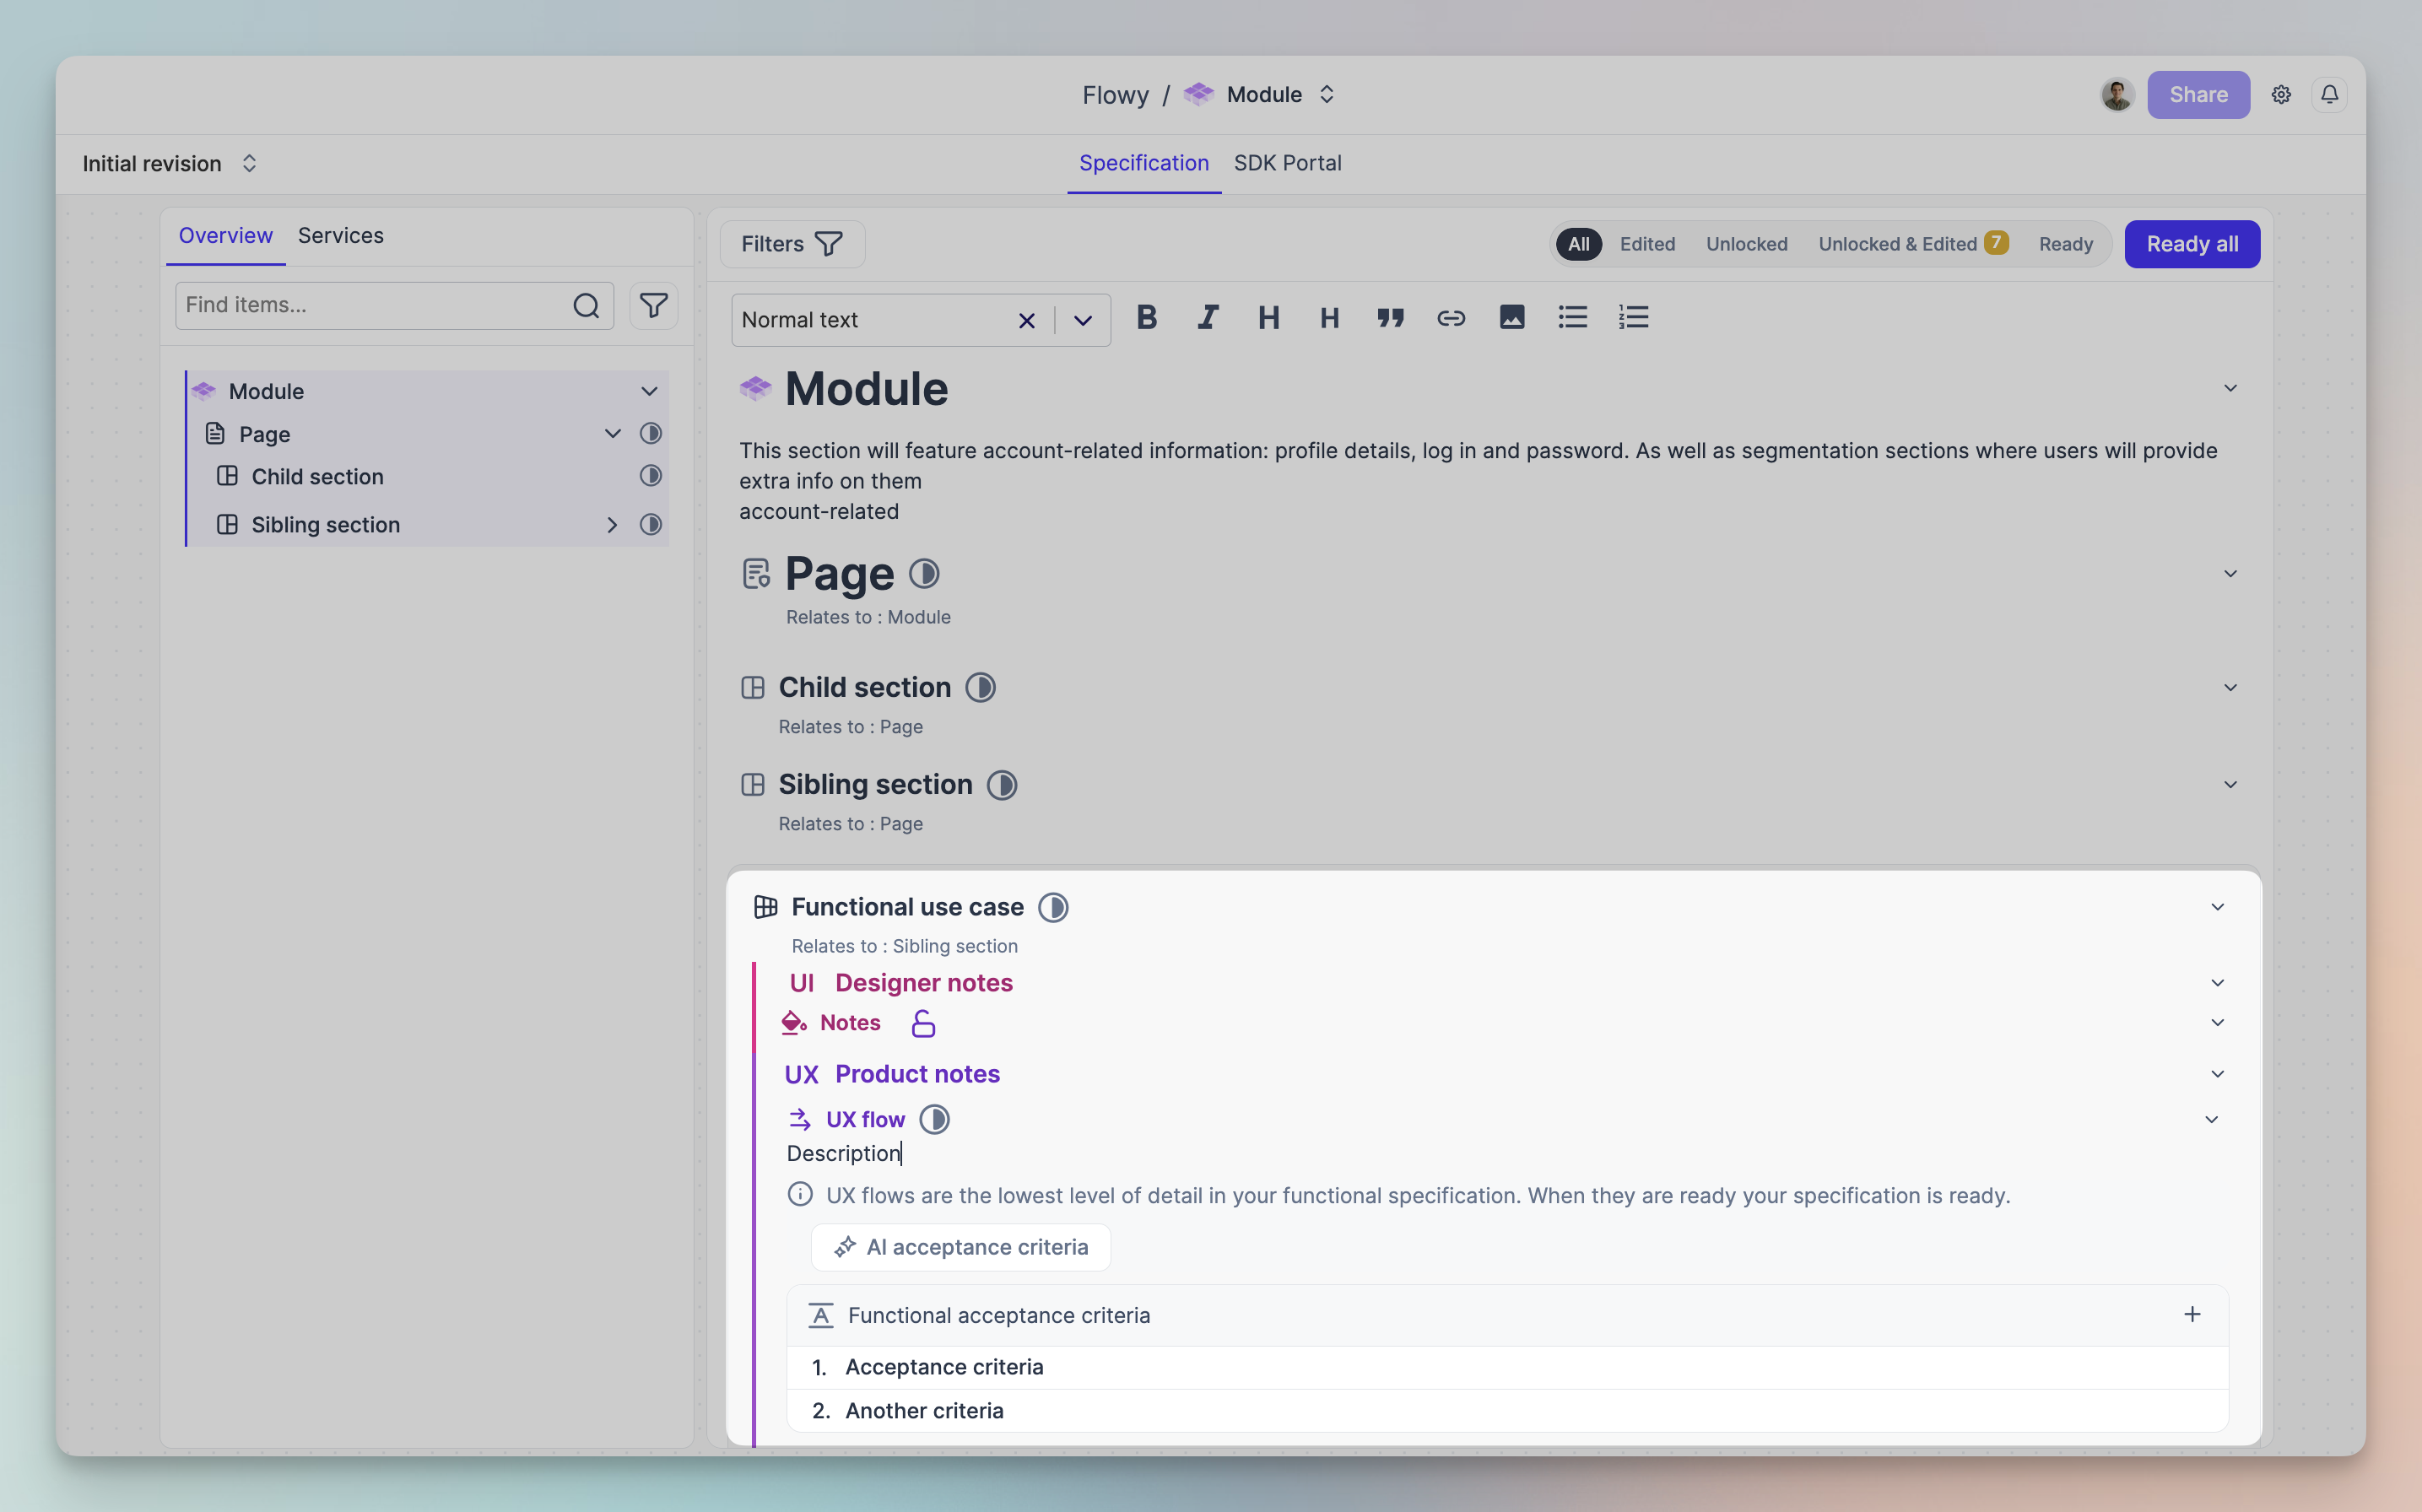 Flowy / Module
Share
Initial revision
Specification
SDK Portal
Overview
Services
Find items...
Module
Page
Child section
Sibling section
Filters
All
Edited
Unlocked
Unlocked & Edited 7
Ready
Ready all
Normal text
B
I
H
H
Module
This section will feature account-related information: profile details, log in and password. As well as segmentation sections where users will provide
extra info on them
account-related
Page
Relates to : Module
Child section
Relates to : Page
Sibling section
Relates to : Page
Functional use case
Relates to : Sibling section
UI Designer notes
Notes
UX Product notes
UX flow
Description
UX flows are the lowest level of detail in your functional specification. When they are ready your specification is ready.
AI acceptance criteria
Functional acceptance criteria
1. Acceptance criteria
2. Another criteria